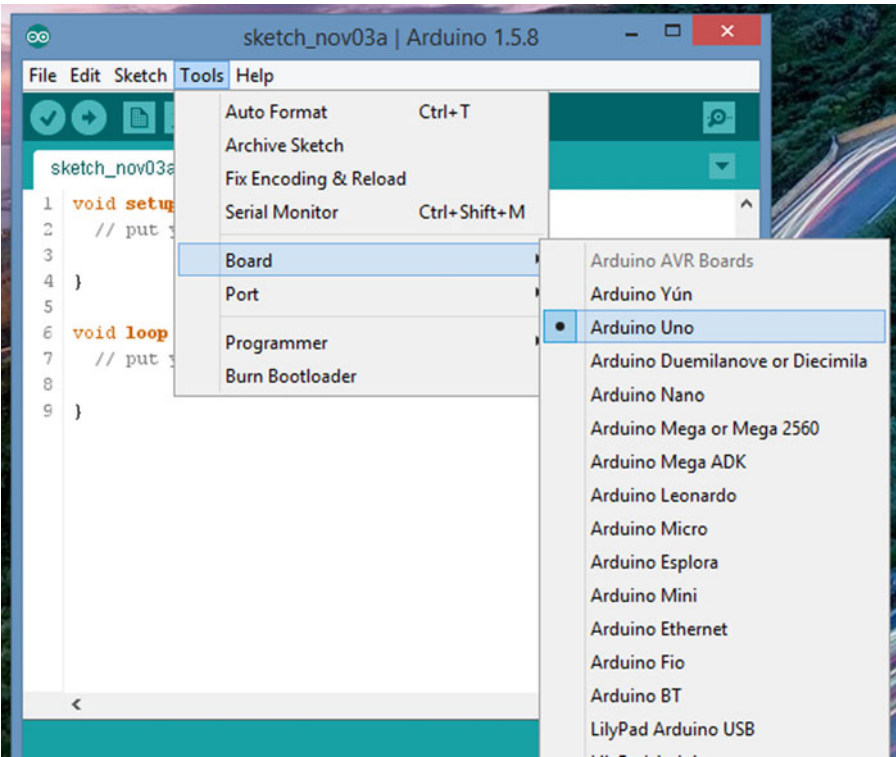 sketch_nov03a | Arduino 1.5.8
File Edit Sketch Tools Help
sketch_nov03a
Auto Format Ctrl+T
Archive Sketch
Fix Encoding & Reload
Serial Monitor Ctrl+Shift+M
Board
Port
Programmer
Burn Bootloader
1 void setup
2 // put
3
4 }
5
6 void loop
7 // put
8
9 }
Arduino AVR Boards
Arduino Yún
Arduino Uno
Arduino Duemilanove or Diecimila
Arduino Nano
Arduino Mega or Mega 2560
Arduino Mega ADK
Arduino Leonardo
Arduino Micro
Arduino Esplora
Arduino Mini
Arduino Ethernet
Arduino Fio
Arduino BT
LilyPad Arduino USB